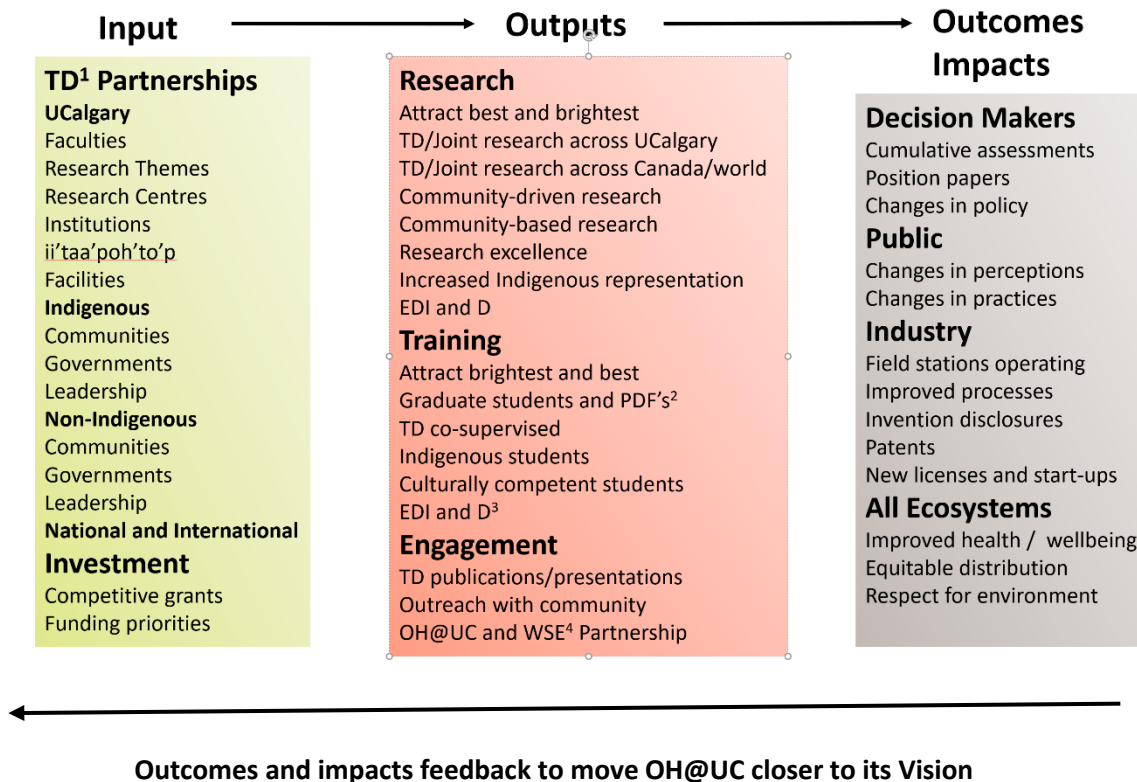 Input
Outputs
Outcomes
Impacts
TD¹ Partnerships
UCalgary
Faculties
Research Themes
Research Centres
Institutions
ii’taa’poh’to’p
Facilities
Indigenous
Communities
Governments
Leadership
Non-Indigenous
Communities
Governments
Leadership
National and International
Investment
Competitive grants
Funding priorities
Research
Attract best and brightest
TD/Joint research across UCalgary
TD/Joint research across Canada/world
Community-driven research
Community-based research
Research excellence
Increased Indigenous representation
EDI and D
Training
Attract brightest and best
Graduate students and PDF’s²
TD co-supervised
Indigenous students
Culturally competent students
EDI and D³
Engagement
TD publications/presentations
Outreach with community
OH@UC and WSE⁴ Partnership
Decision Makers
Cumulative assessments
Position papers
Changes in policy
Public
Changes in perceptions
Changes in practices
Industry
Field stations operating
Improved processes
Invention disclosures
Patents
New licenses and start-ups
All Ecosystems
Improved health / wellbeing
Equitable distribution
Respect for environment
Outcomes and impacts feedback to move OH@UC closer to its Vision